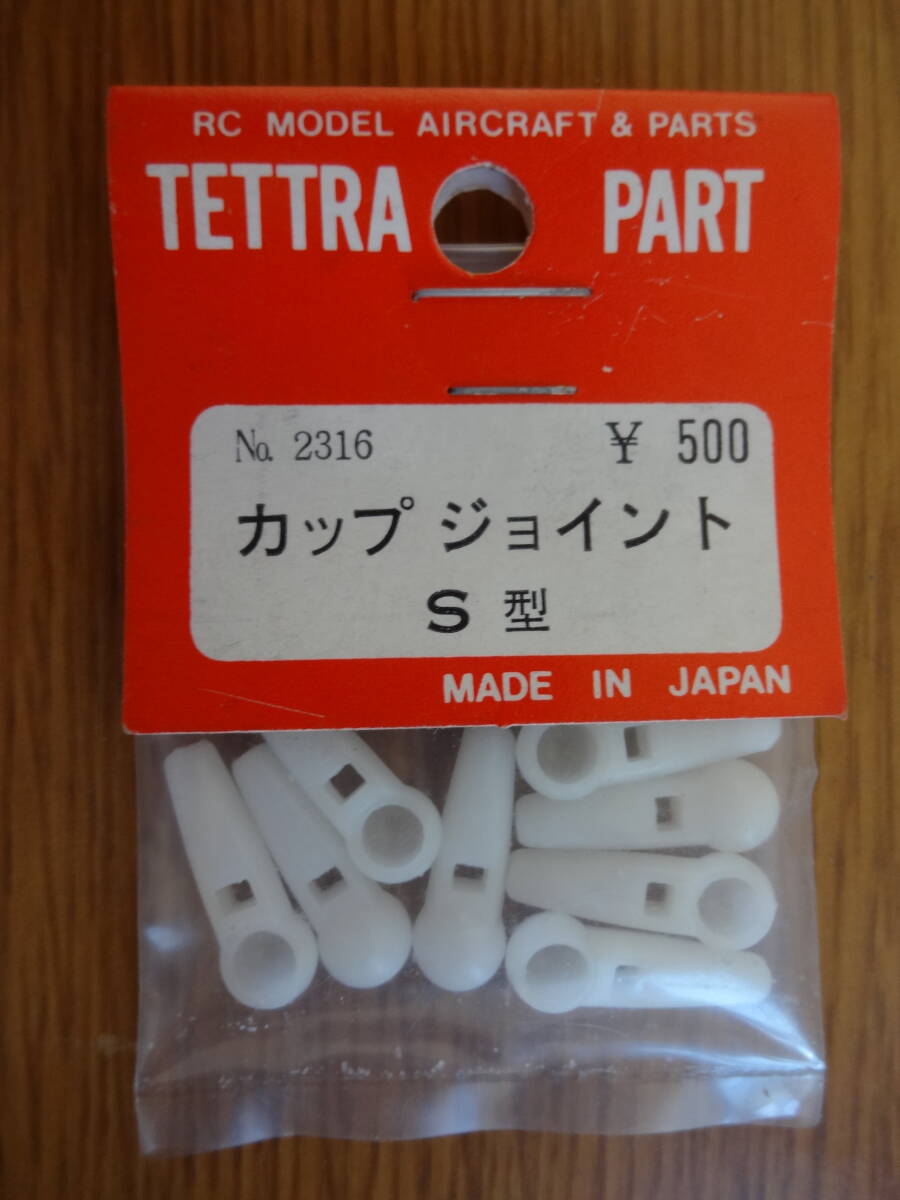 RC MODEL AIRCRAFT & PARTS
TETTRA PART
No. 2316 ¥ 500
カップ ジョイント
S 型
MADE IN JAPAN